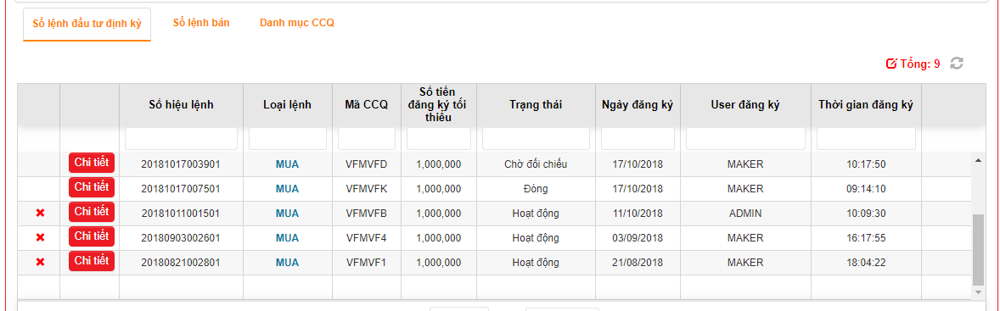 Sổ lệnh đầu tư định kỳ Sổ lệnh bán Danh mục CCQ
Tổng: 9
Số hiệu lệnh Loại lệnh Mã CCQ Số tiền đăng ký tối thiểu Trạng thái Ngày đăng ký User đăng ký Thời gian đăng ký
Chi tiết 20181017003901 MUA VFMVFD 1,000,000 Chờ đối chiếu 17/10/2018 MAKER 10:17:50
Chi tiết 20181017007501 MUA VFMVFK 1,000,000 Đóng 17/10/2018 MAKER 09:14:10
Chi tiết 20181011001501 MUA VFMVFB 1,000,000 Hoạt động 11/10/2018 ADMIN 10:09:30
Chi tiết 20180903002601 MUA VFMVF4 1,000,000 Hoạt động 03/09/2018 MAKER 16:17:55
Chi tiết 20180821002801 MUA VFMVF1 1,000,000 Hoạt động 21/08/2018 MAKER 18:04:22